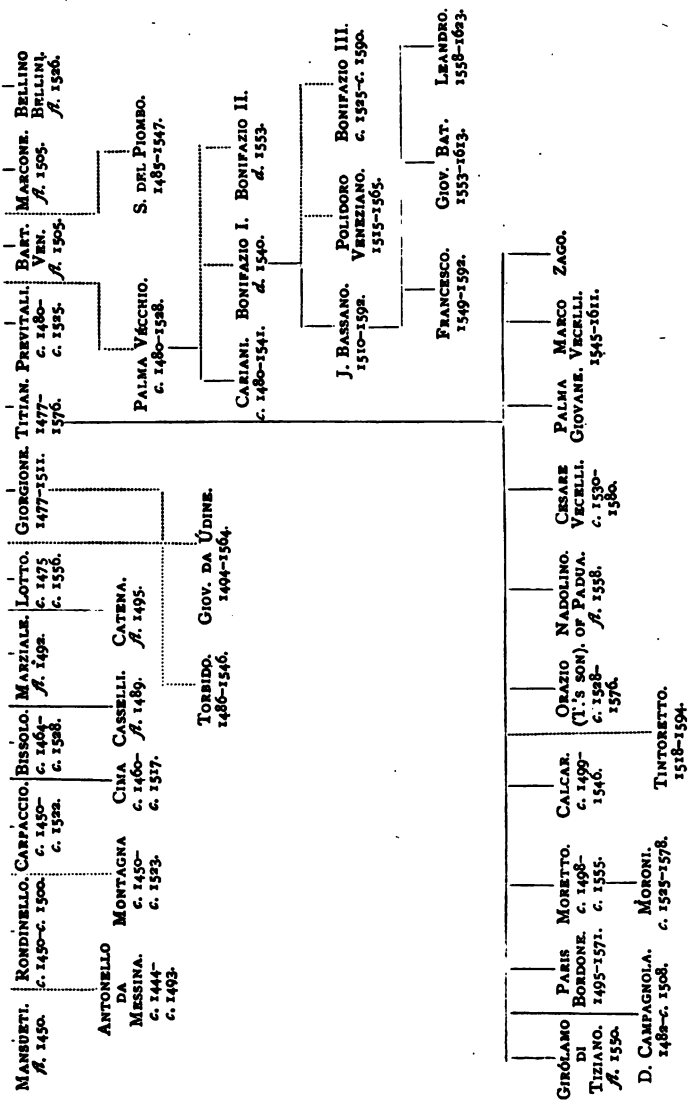 MANSUETI.
fl. 1450.
RONDINELLO.
c. 1450–c. 1500.
CARPACCIO.
c. 1450–
c. 1522.
BISSOLO.
c. 1464–
c. 1528.
MARZIALE.
fl. 1492.
LOTTO.
c. 1475
c. 1556.
GIORGIONE.
1477–1511.
TITIAN.
1477–
1576.
PREVITALI.
c. 1480–
c. 1525.
BART.
VEN.
fl. 1505.
MARCONE.
fl. 1505.
BELLINO
BELLINI.
fl. 1526.
ANTONELLO
DA
MESSINA.
c. 1444–
c. 1493.
MONTAGNA
c. 1450–
c. 1523.
CIMA
c. 1460–
c. 1517.
CASSELLI.
fl. 1489.
CATENA.
fl. 1495.
PALMA VÉCCHIO.
c. 1480–1528.
S. DEL PIOMBO.
1485–1547.
TORBIDO.
1486–1546.
GIOV. DA ÚDINE.
1494–1564.
CARIANI.
c. 1480–1541.
BONIFAZIO I.
d. 1540.
BONIFAZIO II.
d. 1553.
J. BASSANO.
1510–1592.
POLIDORO
VENEZIANO.
1515–1565.
BONIFAZIO III.
c. 1525–c. 1590.
FRANCESCO.
1549–1592.
GIOV. BAT.
1553–1613.
LEANDRO.
1558–1623.
GIRÓLAMO
DI
TIZIANO.
fl. 1550.
PARIS
BORDONE.
1495–1571.
MORETTO.
c. 1498–
c. 1555.
CALCAR.
c. 1499–
1546.
ORAZIO
(T.'s SON).
c. 1528–
1576.
NADOLINO.
OF PADUA.
fl. 1558.
CESARE
VECELLI.
c. 1530–
1580.
PALMA
GIOVANE.
MARCO
VECELLI.
1545–1611.
ZAGO.
D. CAMPAGNOLA.
1482–c. 1508.
MORONI.
c. 1525–1578.
TINTORETTO.
1518–1594.